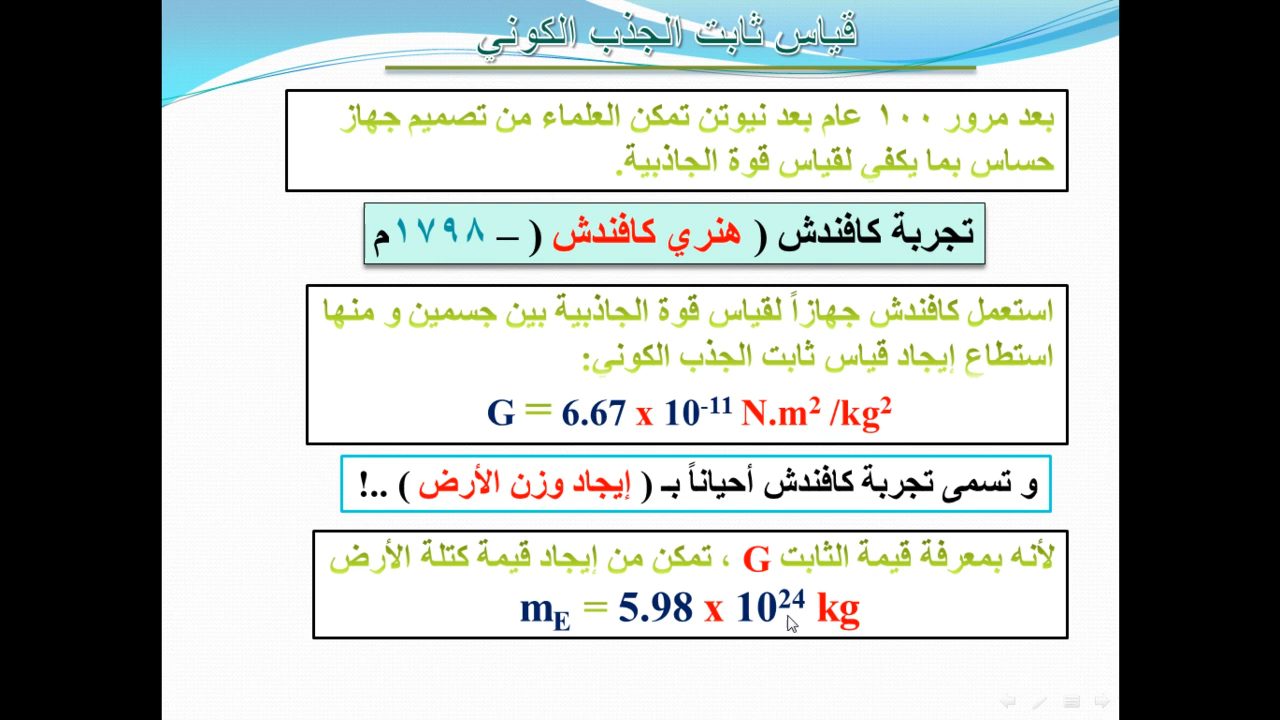 قياس ثابت الجذب الكوني
بعد مرور ١٠٠ عام بعد نيوتن تمكن العلماء من تصميم جهاز
حساس بما يكفي لقياس قوة الجاذبية.
تجربة كافندش ( هنري كافندش ( – ١٧٩٨م
استعمل كافندش جهازاً لقياس قوة الجاذبية بين جسمين و منها
استطاع إيجاد قياس ثابت الجذب الكوني:
G = 6.67 x 10⁻¹¹ N.m² /kg²
و تسمى تجربة كافندش أحياناً بـ ( إيجاد وزن الأرض ) ..!
لأنه بمعرفة قيمة الثابت G ، تمكن من إيجاد قيمة كتلة الأرض
mE = 5.98 x 10²⁴ kg